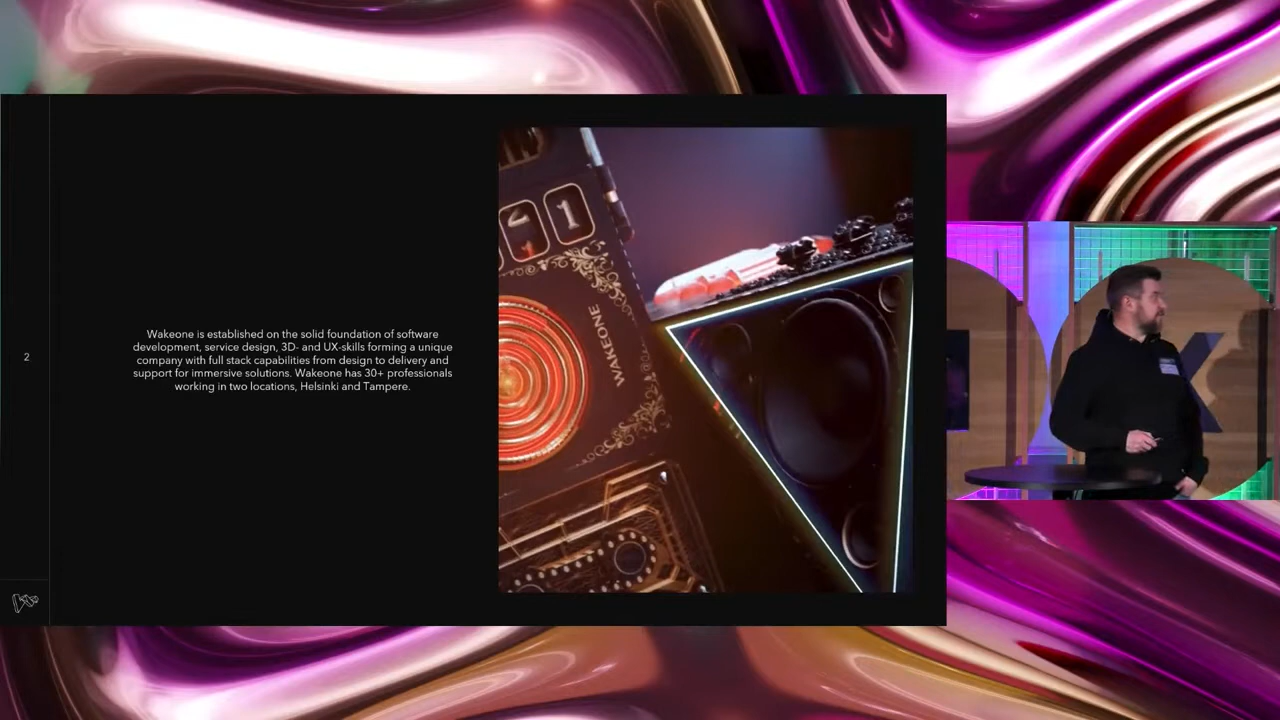 2
Wakeone is established on the solid foundation of software
development, service design, 3D- and UX-skills forming a unique
company with full stack capabilities from design to delivery and
support for immersive solutions. Wakeone has 30+ professionals
working in two locations, Helsinki and Tampere.
1
WAKEONE